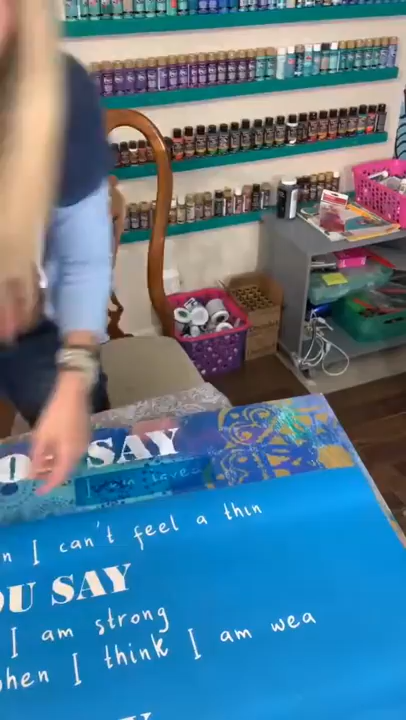 SAY
n I can't feel a thin
OU SAY
I am strong
hen I think I am wea